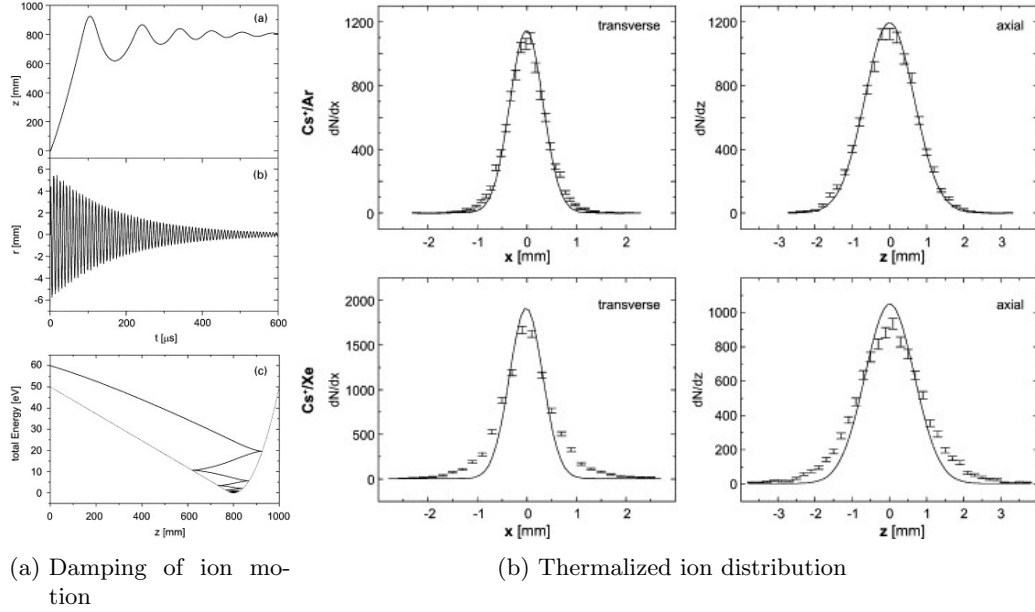 (a)
1000
800
600
400
200
0
z [mm]
(b)
6
4
2
0
-2
-4
-6
r [mm]
0
200
400
600
t [µs]
(c)
60
50
40
30
20
10
0
total Energy [eV]
0
200
400
600
800
1000
z [mm]
Cs⁺/Ar
transverse
1200
800
400
0
dN/dx
-2
-1
0
1
2
x [mm]
axial
1200
800
400
0
dN/dz
-3
-2
-1
0
1
2
3
z [mm]
Cs⁺/Xe
transverse
2000
1500
1000
500
0
dN/dx
-2
-1
0
1
2
x [mm]
axial
1000
800
600
400
200
0
dN/dz
-3
-2
-1
0
1
2
3
z [mm]
(a) Damping of ion mo-
tion
(b) Thermalized ion distribution